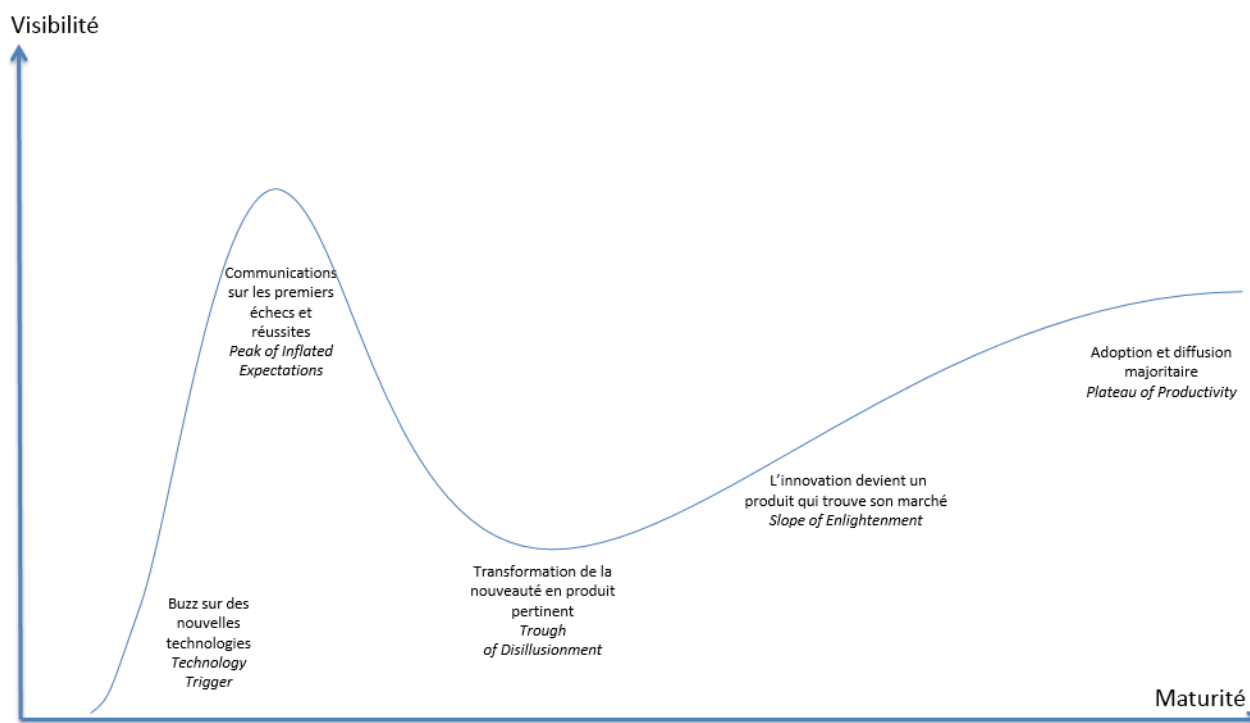 Visibilité
Communications
sur les premiers
échecs et
réussites
Peak of Inflated
Expectations
Adoption et diffusion
majoritaire
Plateau of Productivity
L’innovation devient un
produit qui trouve son marché
Slope of Enlightenment
Transformation de la
nouveauté en produit
pertinent
Trough
of Disillusionment
Buzz sur des
nouvelles
technologies
Technology
Trigger
Maturité